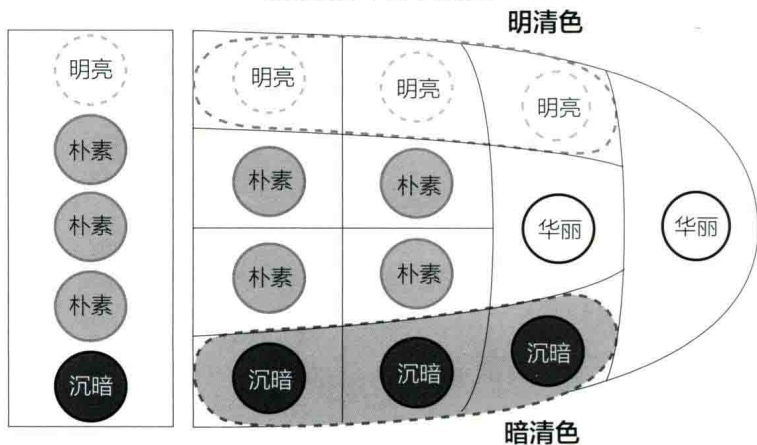 明清色
明亮
朴素
朴素
朴素
沉暗
明亮 明亮 明亮
朴素 朴素
华丽 华丽
朴素 朴素
沉暗 沉暗 沉暗
暗清色